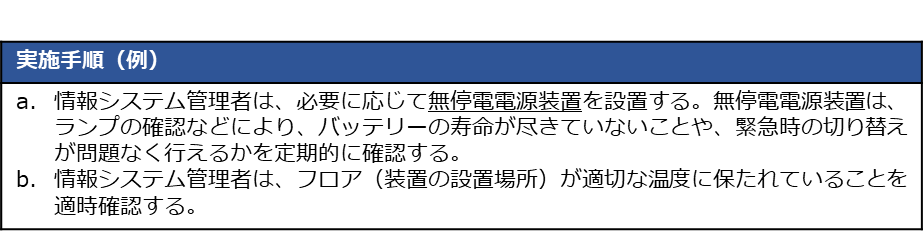 実施手順（例）
a. 情報システム管理者は、必要に応じて無停電電源装置を設置する。無停電電源装置は、
ランプの確認などにより、バッテリーの寿命が尽きていないことや、緊急時の切り替え
が問題なく行えるかを定期的に確認する。
b. 情報システム管理者は、フロア（装置の設置場所）が適切な温度に保たれていることを
適時確認する。